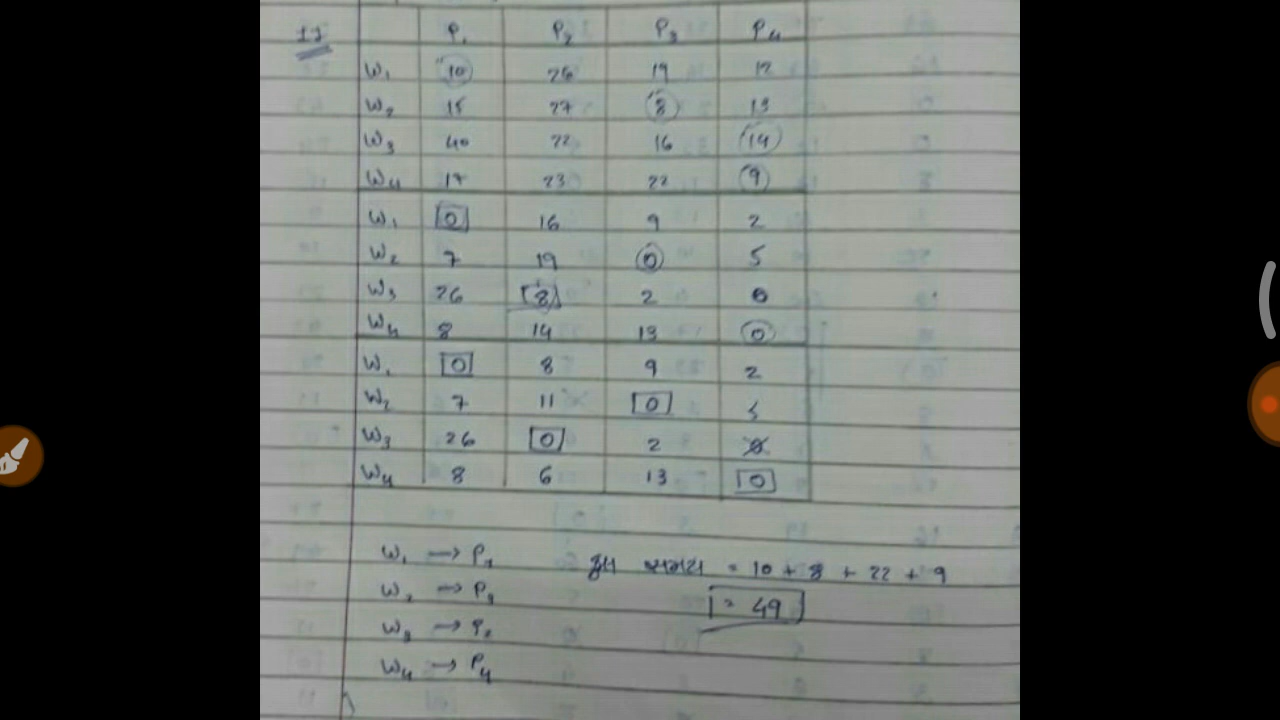 11 P1 P2 P3 P4
W1 10 26 19 12
W2 15 27 8 13
W3 40 22 16 14
W4 17 23 22 9
W1 0 16 9 2
W2 7 19 0 5
W3 26 8 2 0
W4 8 14 13 0
W1 0 8 9 2
W2 7 11 0 5
W3 26 0 2 0
W4 8 6 13 0
W1 → P1 कुल समय = 10 + 8 + 22 + 9
W2 → P3 = 49
W3 → P2
W4 → P4